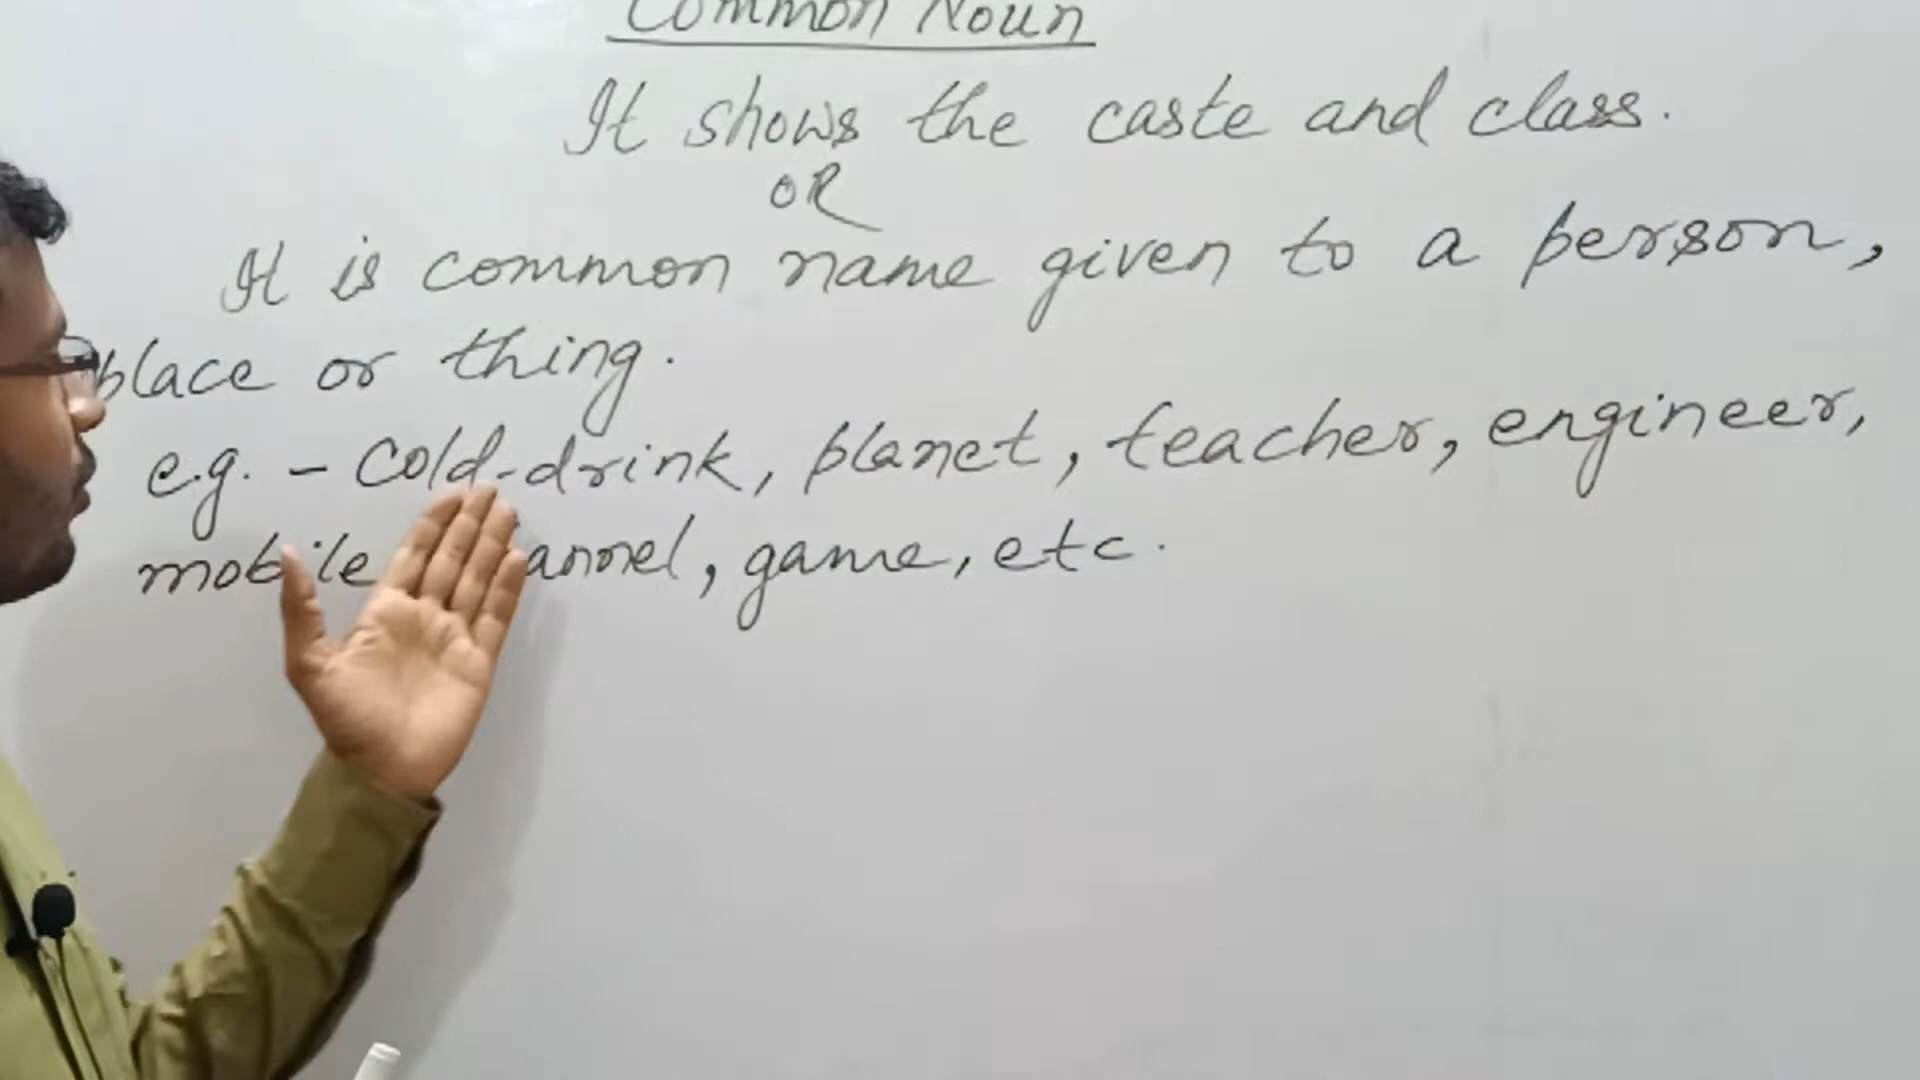 Common Noun
It shows the caste and class.
OR
It is common name given to a person,
place or thing.
e.g. - Cold-drink, planet, teacher, engineer,
mobile annel, game, etc.